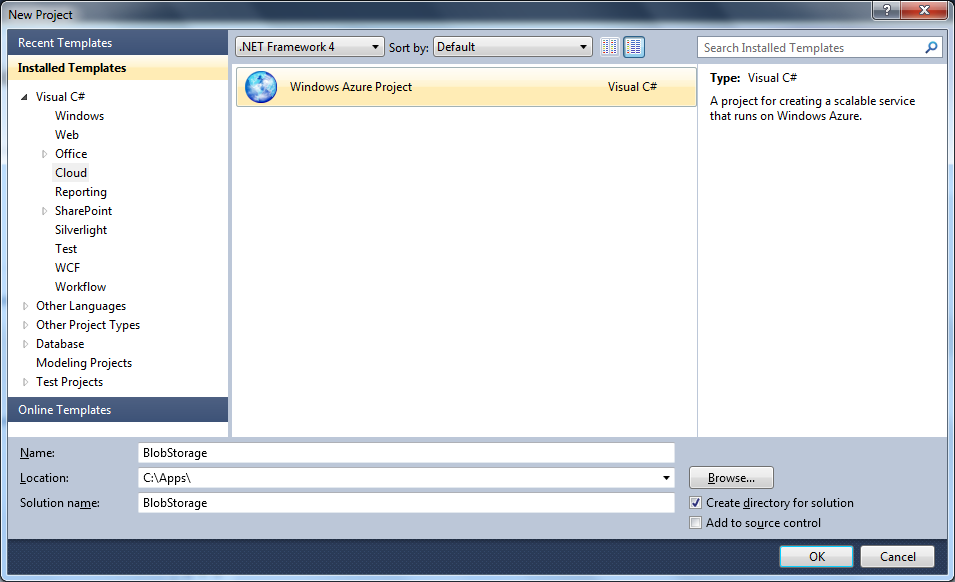 New Project
?
Recent Templates
Installed Templates
Visual C#
Windows
Web
Office
Cloud
Reporting
SharePoint
Silverlight
Test
WCF
Workflow
Other Languages
Other Project Types
Database
Modeling Projects
Test Projects
Online Templates
.NET Framework 4 Sort by: Default
Windows Azure Project Visual C#
Search Installed Templates
Type: Visual C#
A project for creating a scalable service
that runs on Windows Azure.
Name: BlobStorage
Location: C:\Apps\ Browse...
Solution name: BlobStorage
Create directory for solution
Add to source control
OK Cancel